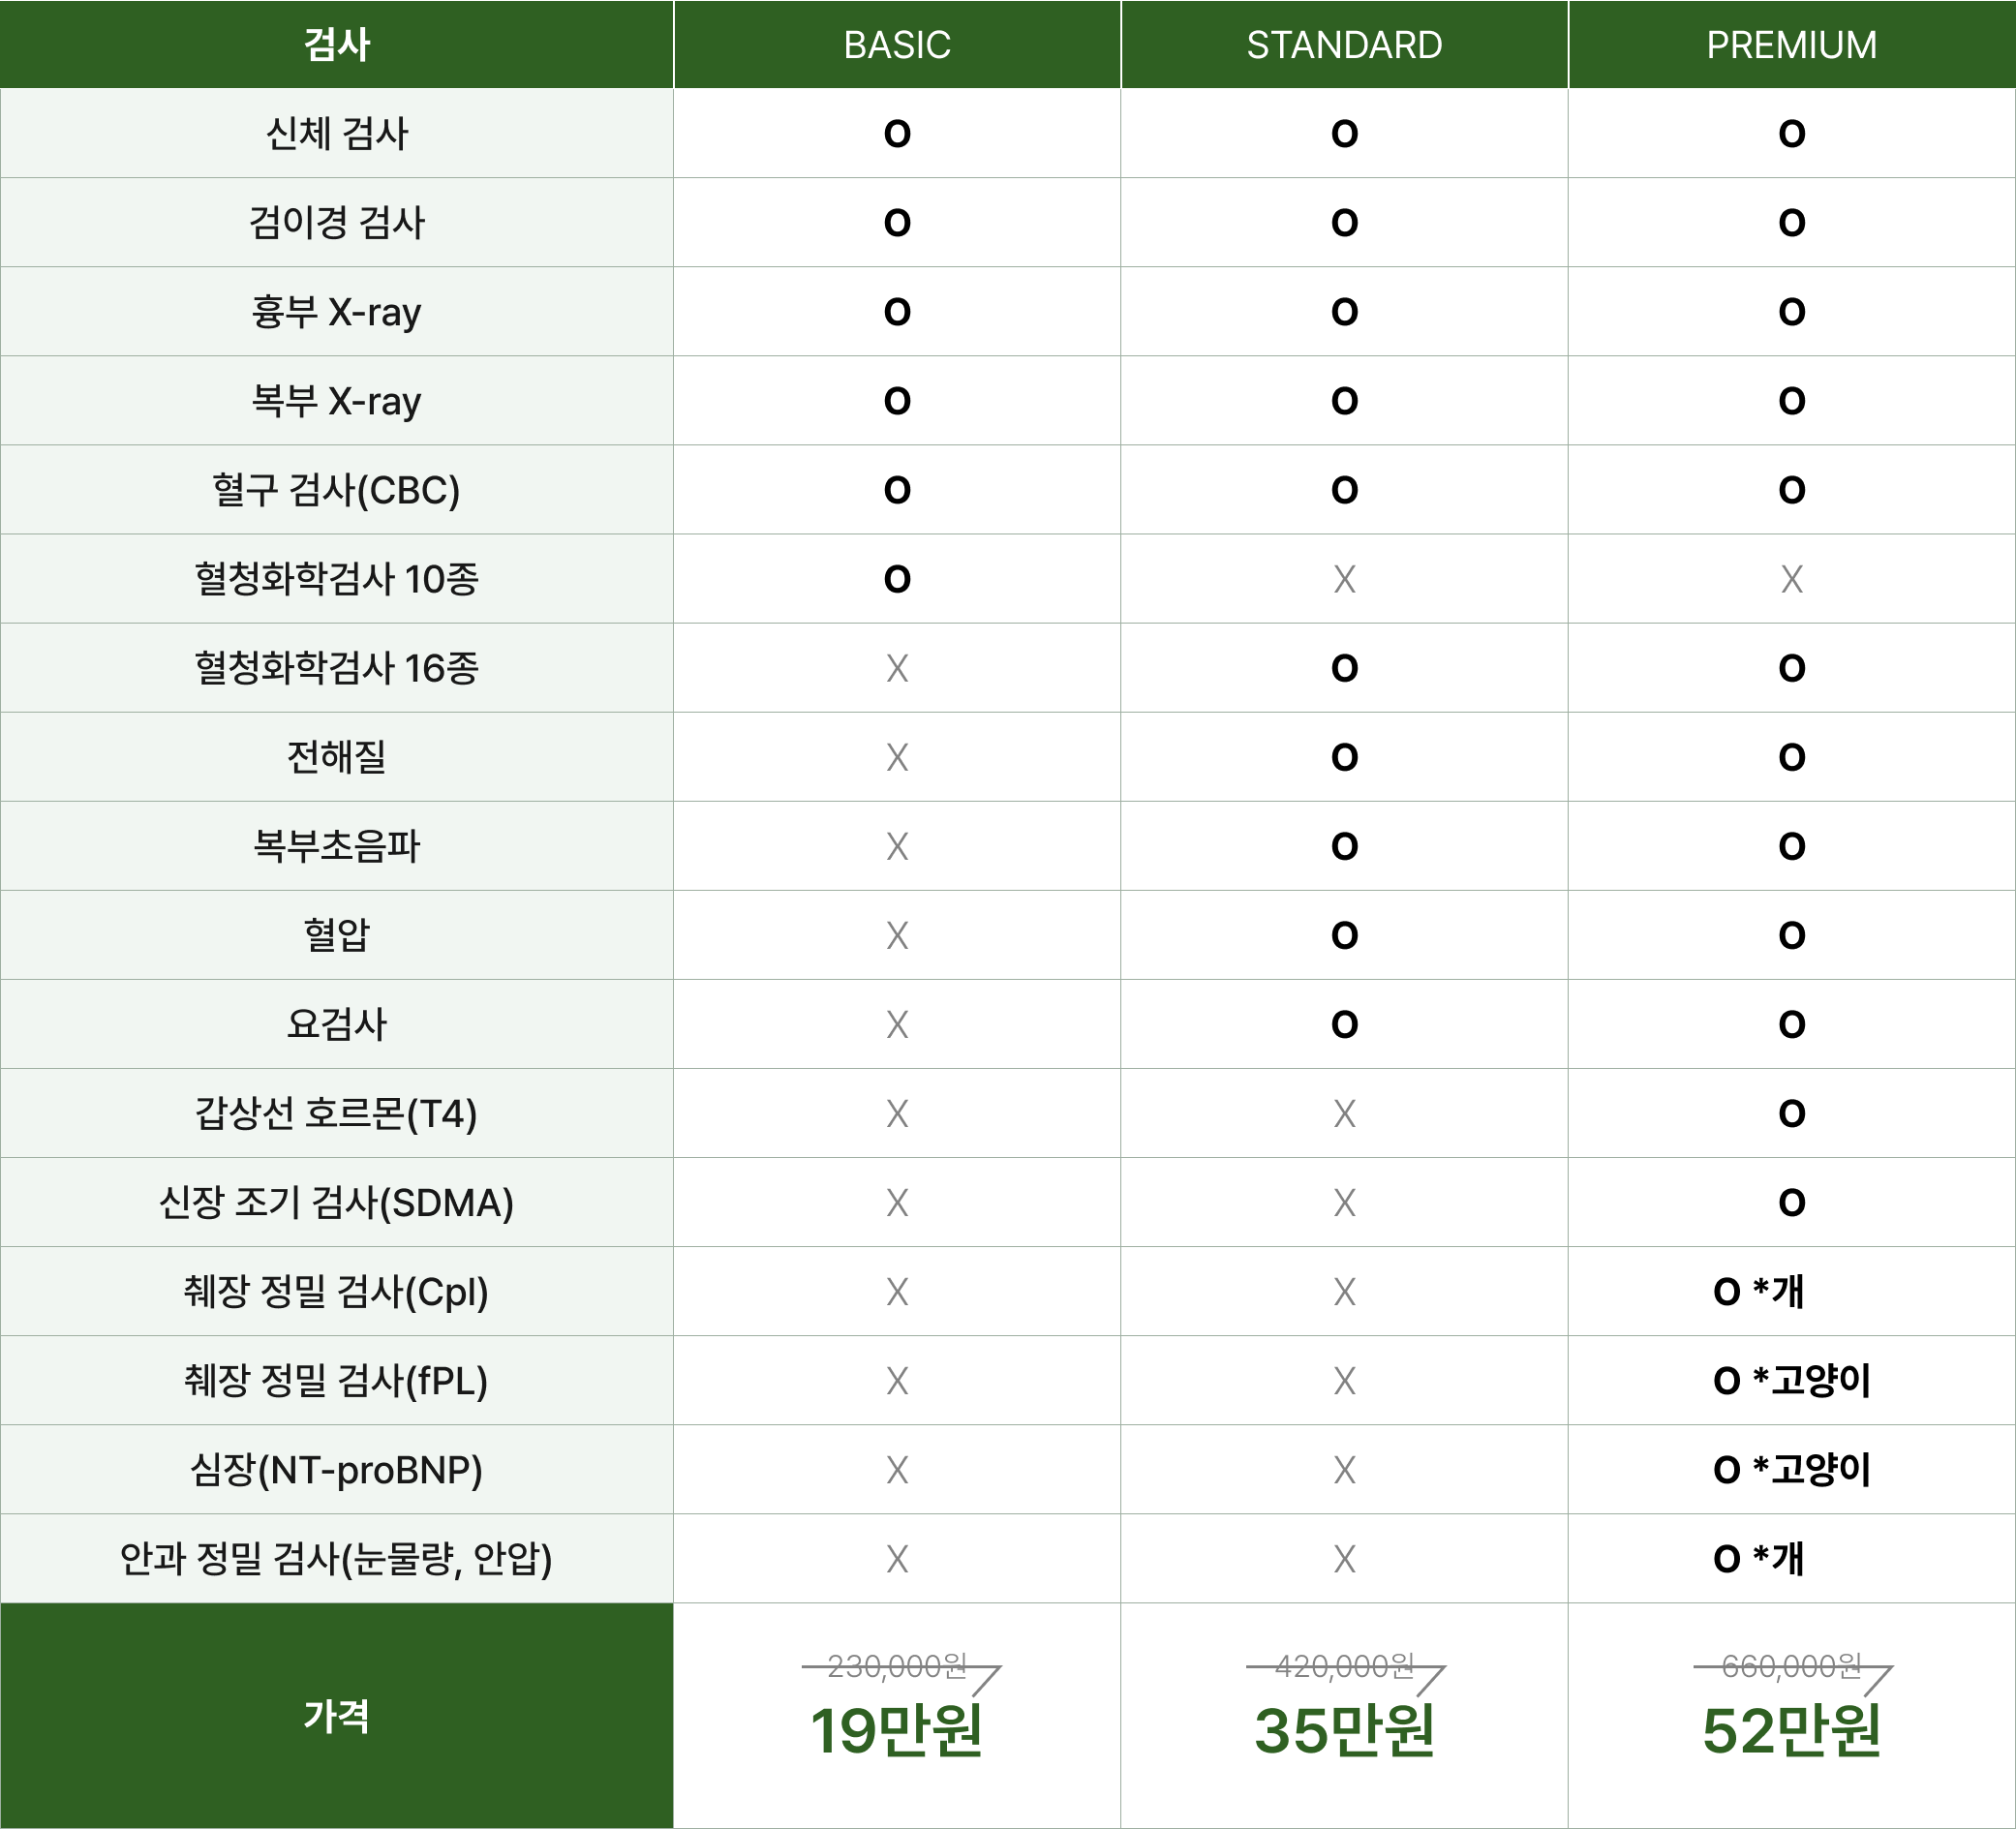 검사 BASIC STANDARD PREMIUM
신체 검사 O O O
검이경 검사 O O O
흉부 X-ray O O O
복부 X-ray O O O
혈구 검사(CBC) O O O
혈청화학검사 10종 O X X
혈청화학검사 16종 X O O
전해질 X O O
복부초음파 X O O
혈압 X O O
요검사 X O O
갑상선 호르몬(T4) X X O
신장 조기 검사(SDMA) X X O
췌장 정밀 검사(Cpl) X X O *개
췌장 정밀 검사(fPL) X X O *고양이
심장(NT-proBNP) X X O *고양이
안과 정밀 검사(눈물량, 안압) X X O *개
230,000원 420,000원 660,000원
가격 19만원 35만원 52만원